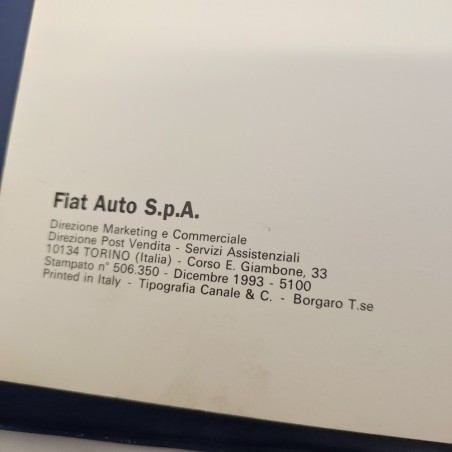 Fiat Auto S.p.A.
Direzione Marketing e Commerciale
Direzione Post Vendita - Servizi Assistenziali
10134 TORINO (Italia) - Corso E. Giambone, 33
Stampato n° 506.350 - Dicembre 1993 - 5100
Printed in Italy - Tipografia Canale & C. - Borgaro T.se